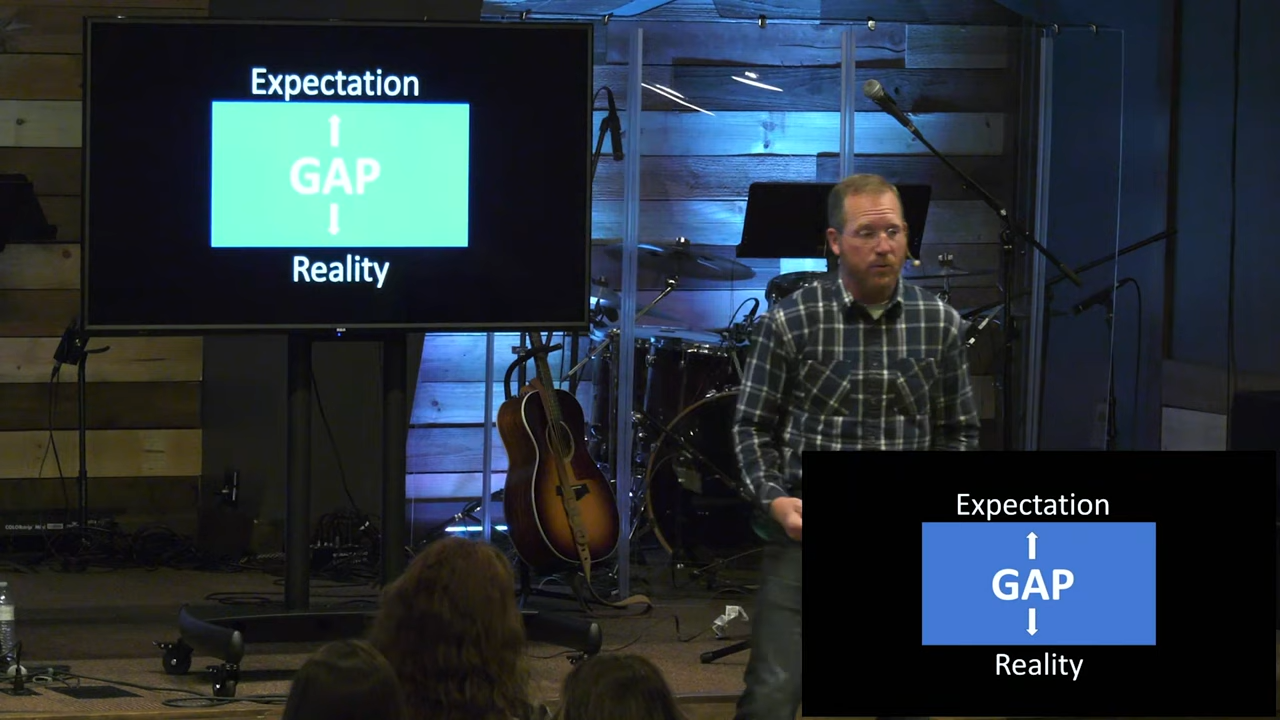 Expectation
GAP
Reality
Expectation
GAP
Reality